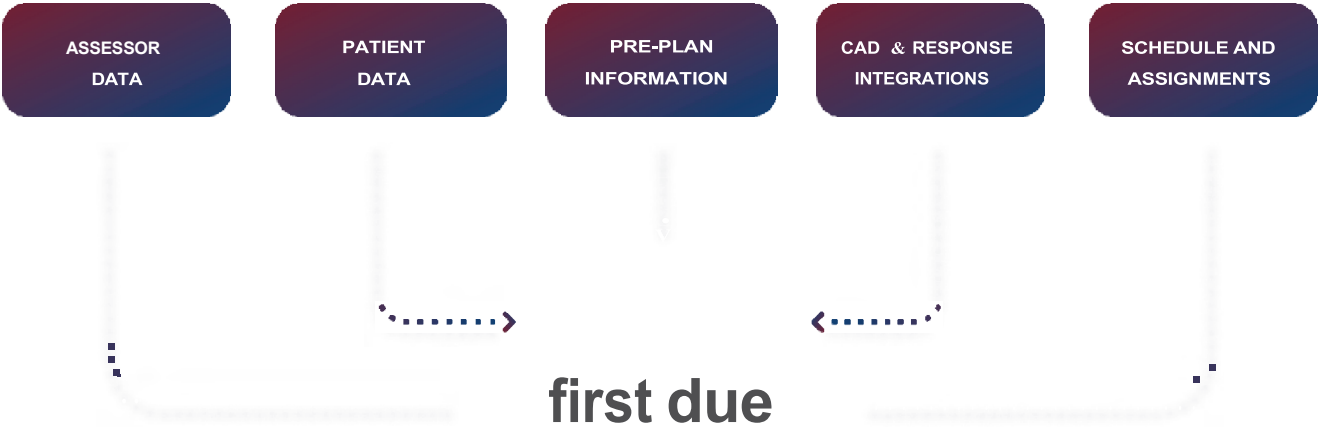 ASSESSOR
DATA
PATIENT
DATA
PRE-PLAN
INFORMATION
CAD & RESPONSE
INTEGRATIONS
SCHEDULE AND
ASSIGNMENTS
first due